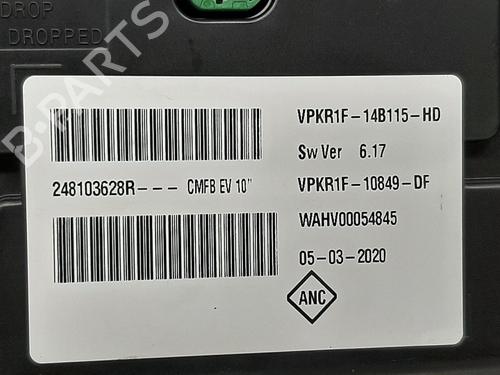 DROP
DROPPED
B-PARTS
VPKR1F-14B115-HD
Sw Ver 6.17
248103628R--- CMFB EV 10"
VPKR1F-10849-DF
WAHV00054845
05-03-2020
ANC